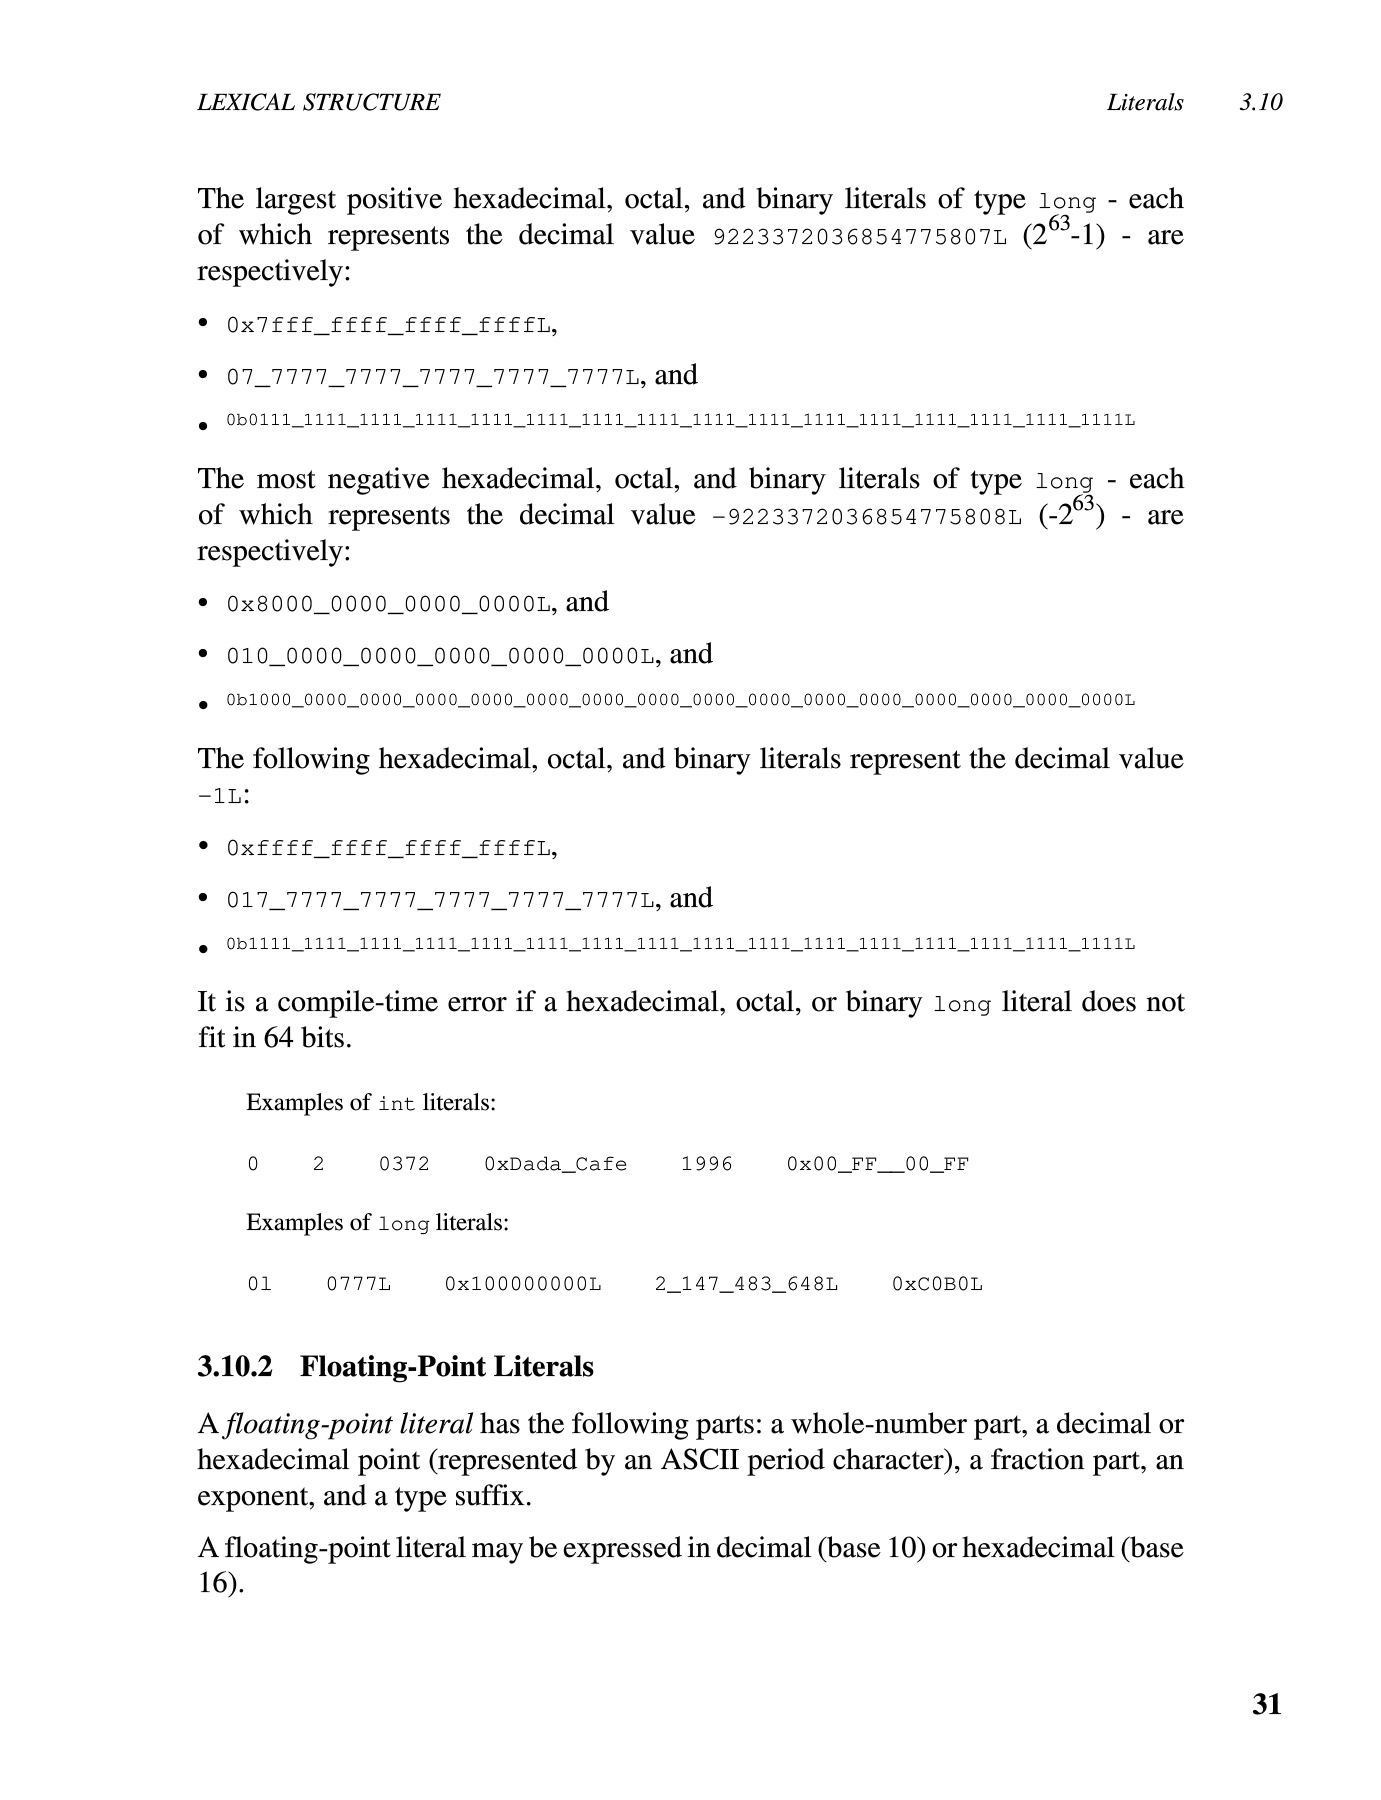 LEXICAL STRUCTURE Literals 3.10
The largest positive hexadecimal, octal, and binary literals of type long - each
of which represents the decimal value 9223372036854775807L (2^63-1) - are
respectively:
• 0x7fff_ffff_ffff_ffffL,
• 07_7777_7777_7777_7777_7777L, and
• 0b0111_1111_1111_1111_1111_1111_1111_1111_1111_1111_1111_1111_1111_1111_1111_1111L
The most negative hexadecimal, octal, and binary literals of type long - each
of which represents the decimal value -9223372036854775808L (-2^63) - are
respectively:
• 0x8000_0000_0000_0000L, and
• 010_0000_0000_0000_0000_0000L, and
• 0b1000_0000_0000_0000_0000_0000_0000_0000_0000_0000_0000_0000_0000_0000_0000_0000L
The following hexadecimal, octal, and binary literals represent the decimal value
-1L:
• 0xffff_ffff_ffff_ffffL,
• 017_7777_7777_7777_7777_7777L, and
• 0b1111_1111_1111_1111_1111_1111_1111_1111_1111_1111_1111_1111_1111_1111_1111_1111L
It is a compile-time error if a hexadecimal, octal, or binary long literal does not
fit in 64 bits.
Examples of int literals:
0 2 0372 0xDada_Cafe 1996 0x00_FF__00_FF
Examples of long literals:
0l 0777L 0x100000000L 2_147_483_648L 0xC0B0L
3.10.2 Floating-Point Literals
A floating-point literal has the following parts: a whole-number part, a decimal or
hexadecimal point (represented by an ASCII period character), a fraction part, an
exponent, and a type suffix.
A floating-point literal may be expressed in decimal (base 10) or hexadecimal (base
16).
31